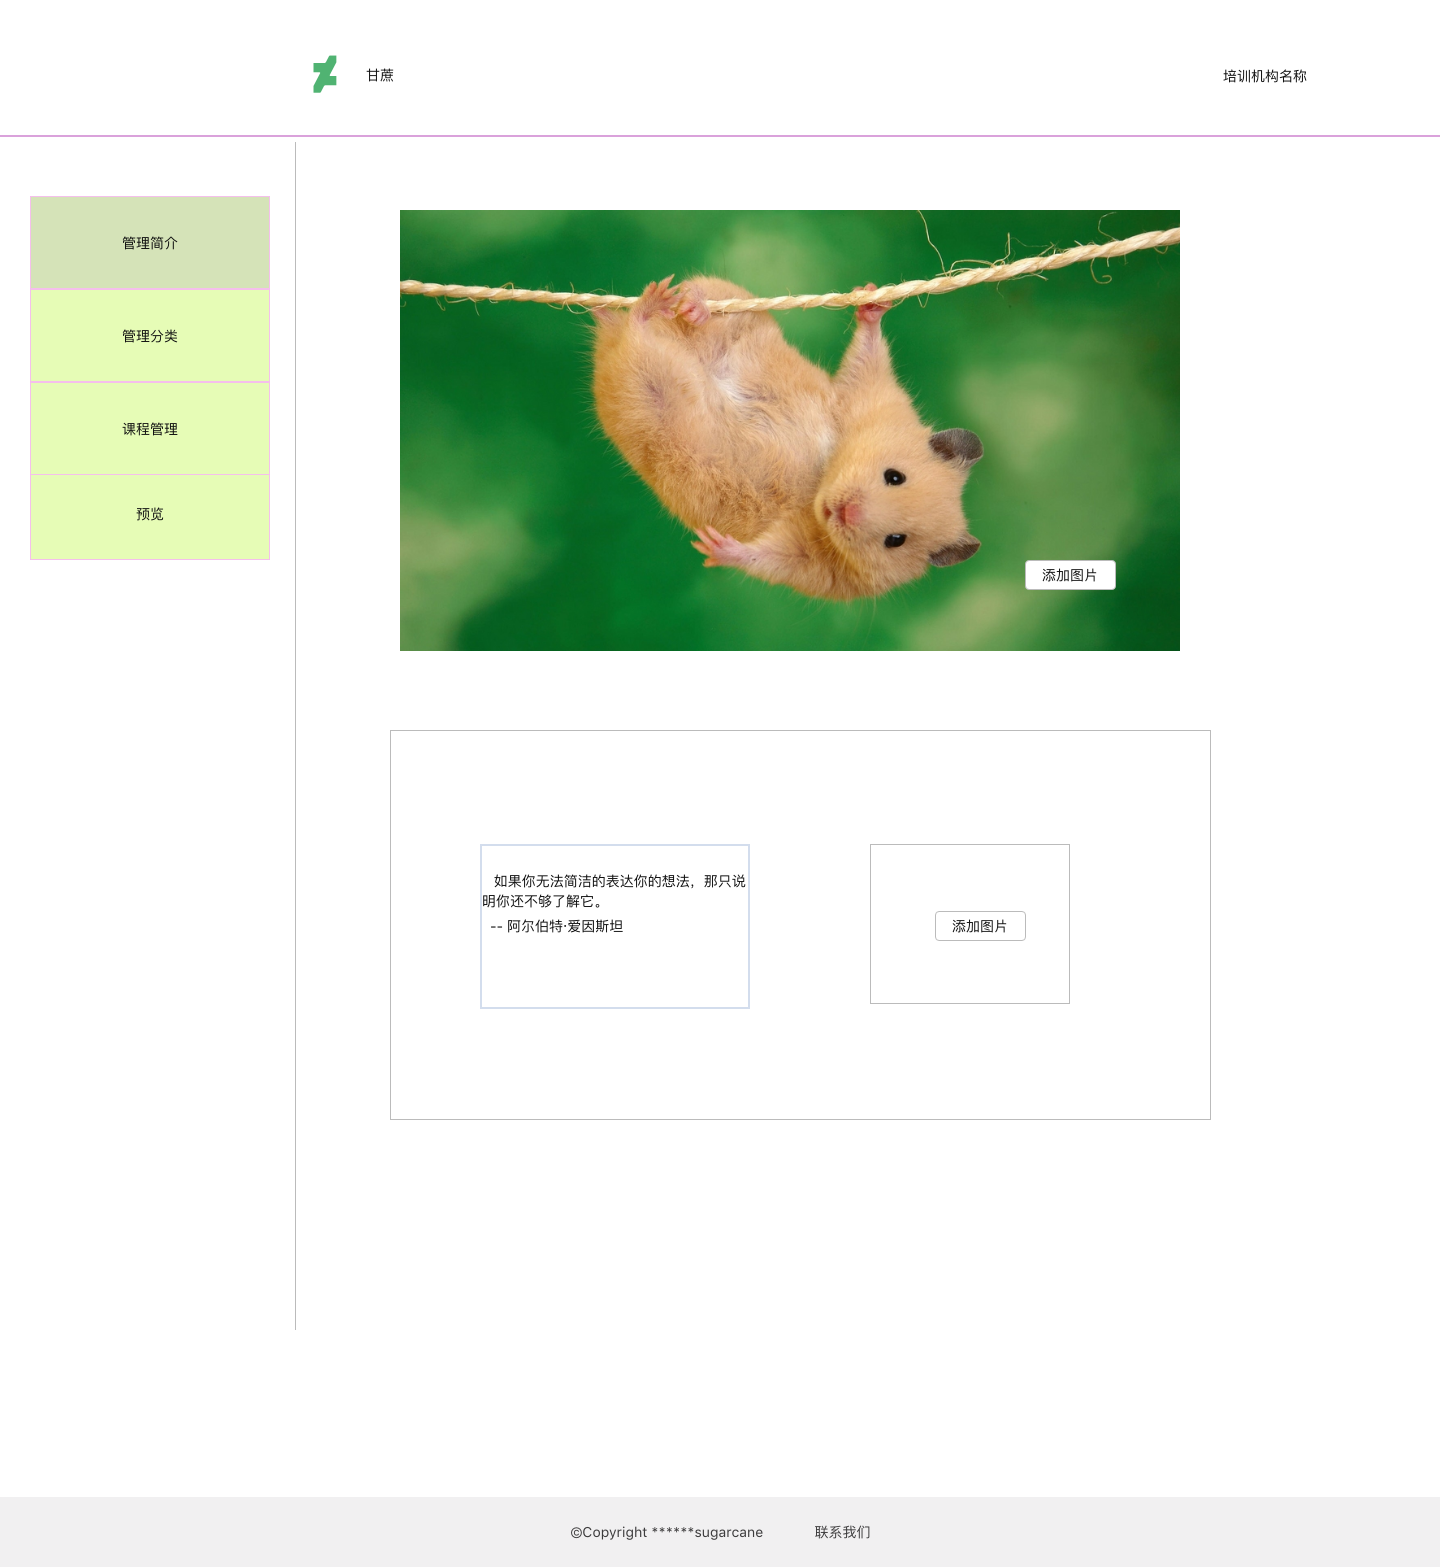 甘蔗
培训机构名称
管理简介
管理分类
课程管理
预览
添加图片
如果你无法简洁的表达你的想法，那只说
明你还不够了解它。
-- 阿尔伯特·爱因斯坦
添加图片
©Copyright ******sugarcane 联系我们